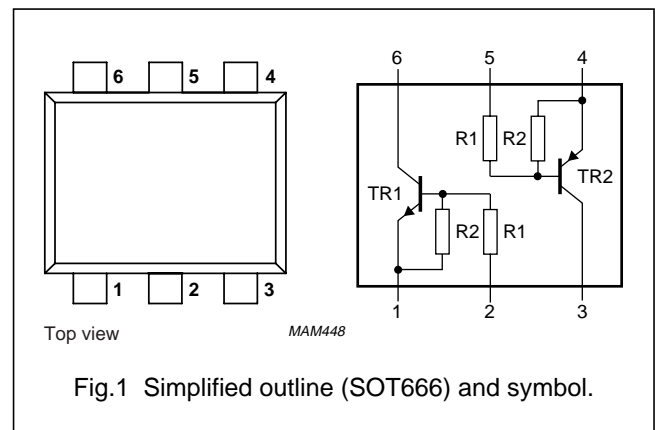 6 5 4
6 5 4
R1 R2
TR2
TR1
R2 R1
1 2 3
1 2 3
Top view
MAM448
Fig.1 Simplified outline (SOT666) and symbol.